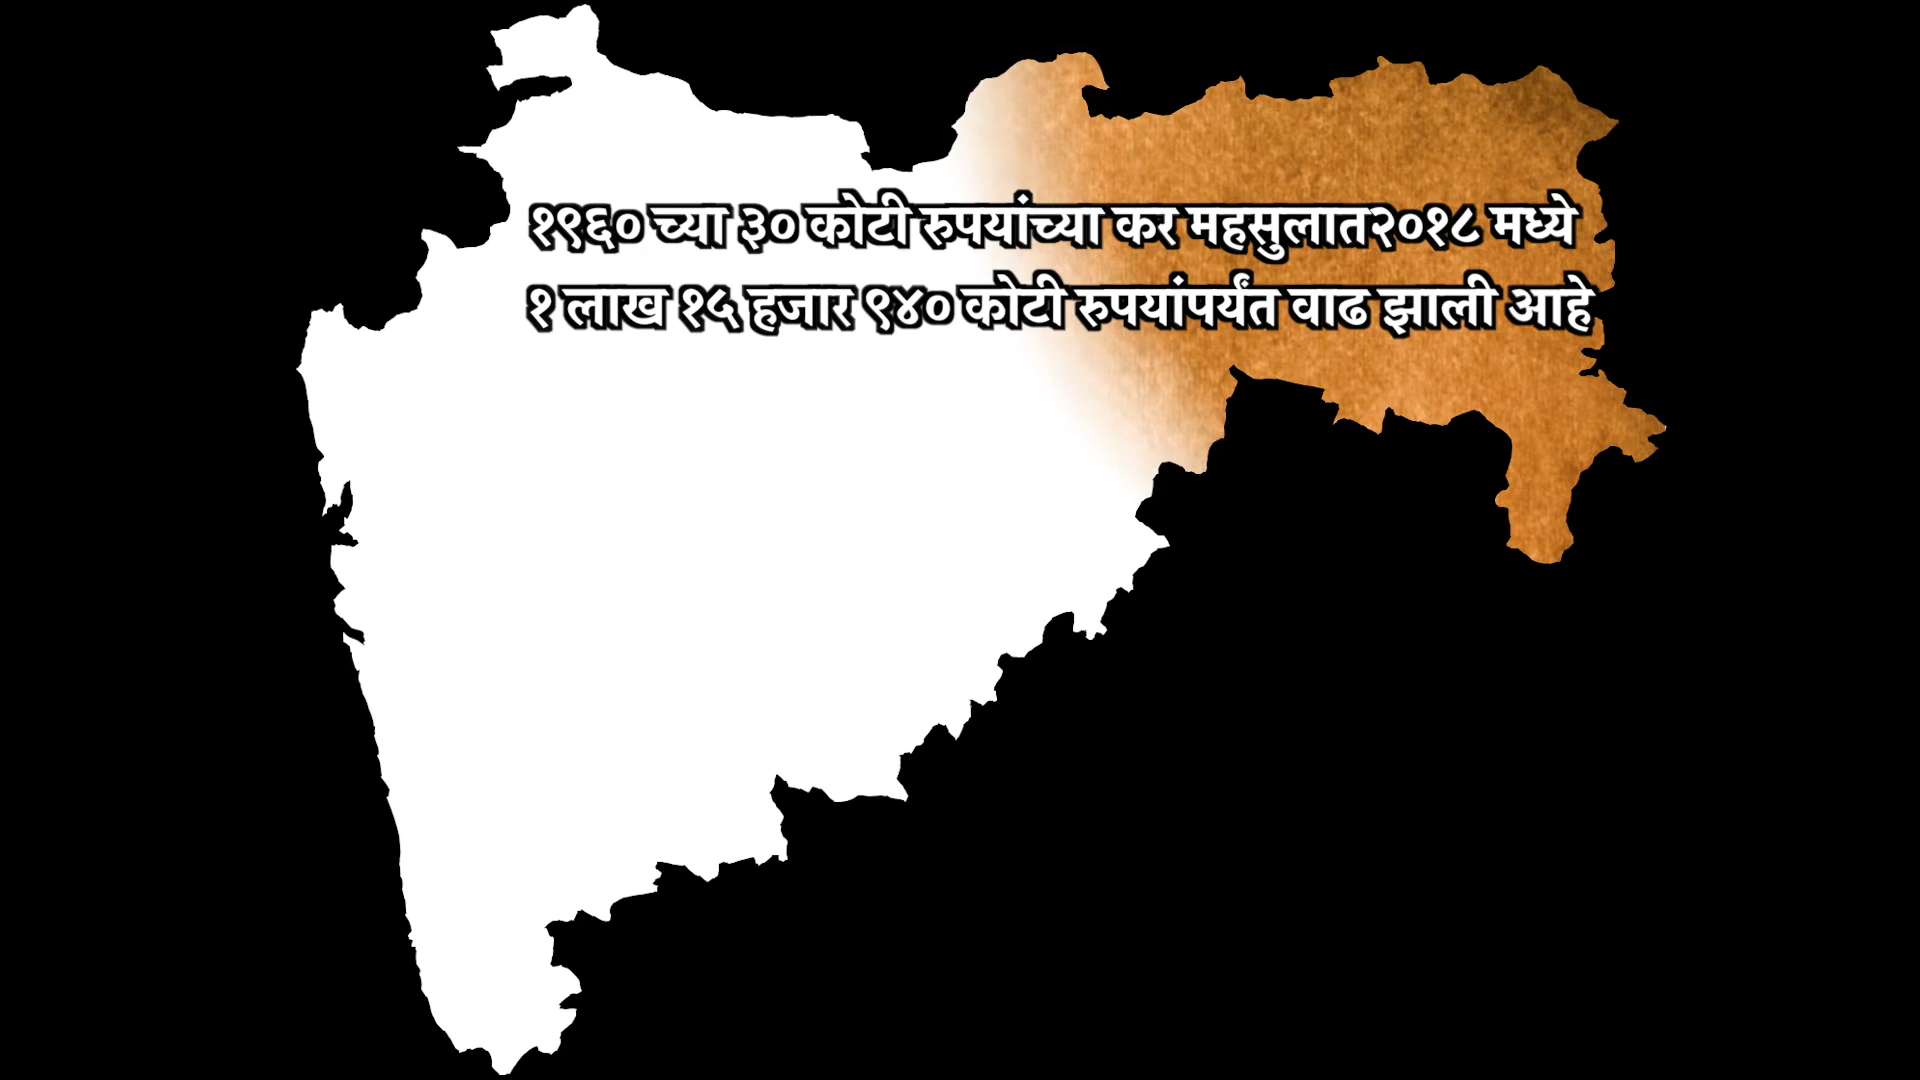 १९६० च्या ३० कोटी रुपयांच्या कर महसुलात२०१८ मध्ये
१ लाख १५ हजार ९४० कोटी रुपयांपर्यंत वाढ झाली आहे